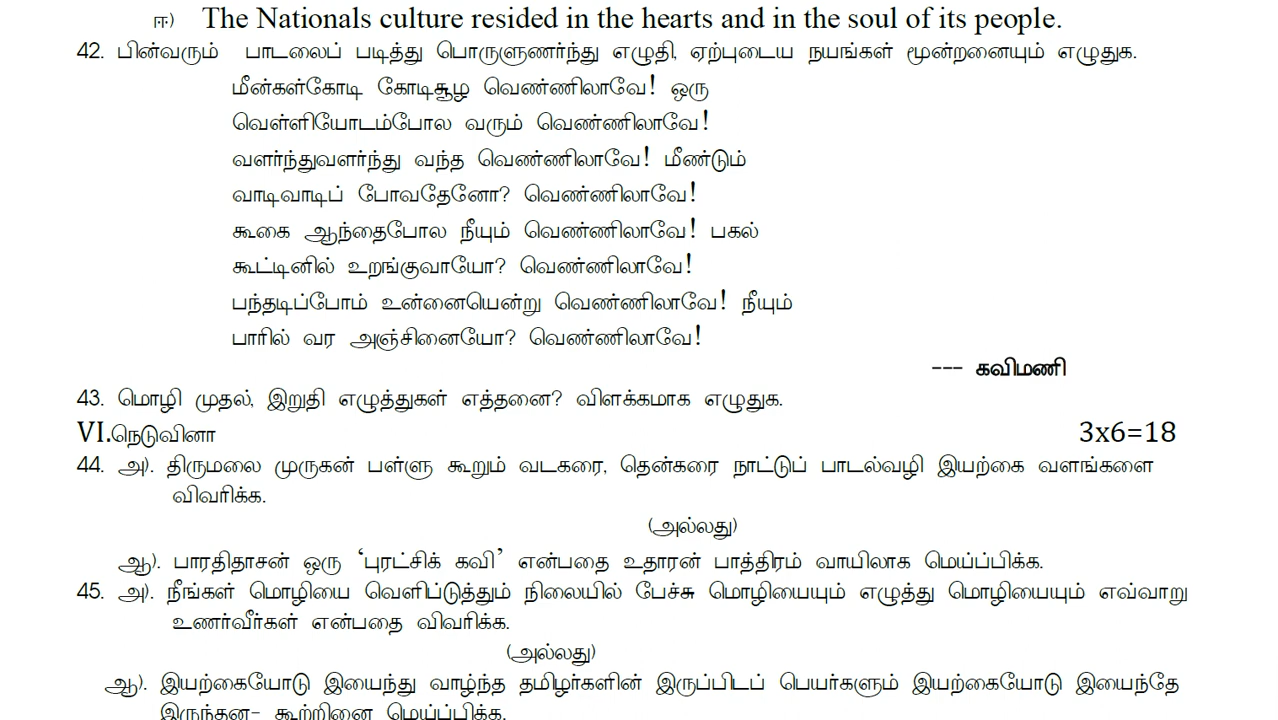 ஈ) The Nationals culture resided in the hearts and in the soul of its people.
42. பின்வரும் பாடலைப் படித்து பொருளுணர்ந்து எழுதி, ஏற்புடைய நயங்கள் மூன்றனையும் எழுதுக.
மீன்கள்கோடி கோடிசூழ வெண்ணிலாவே! ஒரு
வெள்ளியோடம்போல வரும் வெண்ணிலாவே!
வளர்ந்துவளர்ந்து வந்த வெண்ணிலாவே! மீண்டும்
வாடிவாடிப் போவதேனோ? வெண்ணிலாவே!
கூகை ஆந்தைபோல நீயும் வெண்ணிலாவே! பகல்
கூட்டினில் உறங்குவாயோ? வெண்ணிலாவே!
பந்தடிப்போம் உன்னையென்று வெண்ணிலாவே! நீயும்
பாரில் வர அஞ்சினையோ? வெண்ணிலாவே!
--- கவிமணி
43. மொழி முதல், இறுதி எழுத்துகள் எத்தனை? விளக்கமாக எழுதுக.
VI.நெடுவினா 3x6=18
44. அ). திருமலை முருகன் பள்ளு கூறும் வடகரை, தென்கரை நாட்டுப் பாடல்வழி இயற்கை வளங்களை
விவரிக்க.
(அல்லது)
ஆ). பாரதிதாசன் ஒரு ‘புரட்சிக் கவி’ என்பதை உதாரன் பாத்திரம் வாயிலாக மெய்ப்பிக்க.
45. அ). நீங்கள் மொழியை வெளிப்டுத்தும் நிலையில் பேச்சு மொழியையும் எழுத்து மொழியையும் எவ்வாறு
உணர்வீர்கள் என்பதை விவரிக்க.
(அல்லது)
ஆ). இயற்கையோடு இயைந்து வாழ்ந்த தமிழர்களின் இருப்பிடப் பெயர்களும் இயற்கையோடு இயைந்தே
இருந்தன- கூற்றினை மெய்ப்பிக்க.